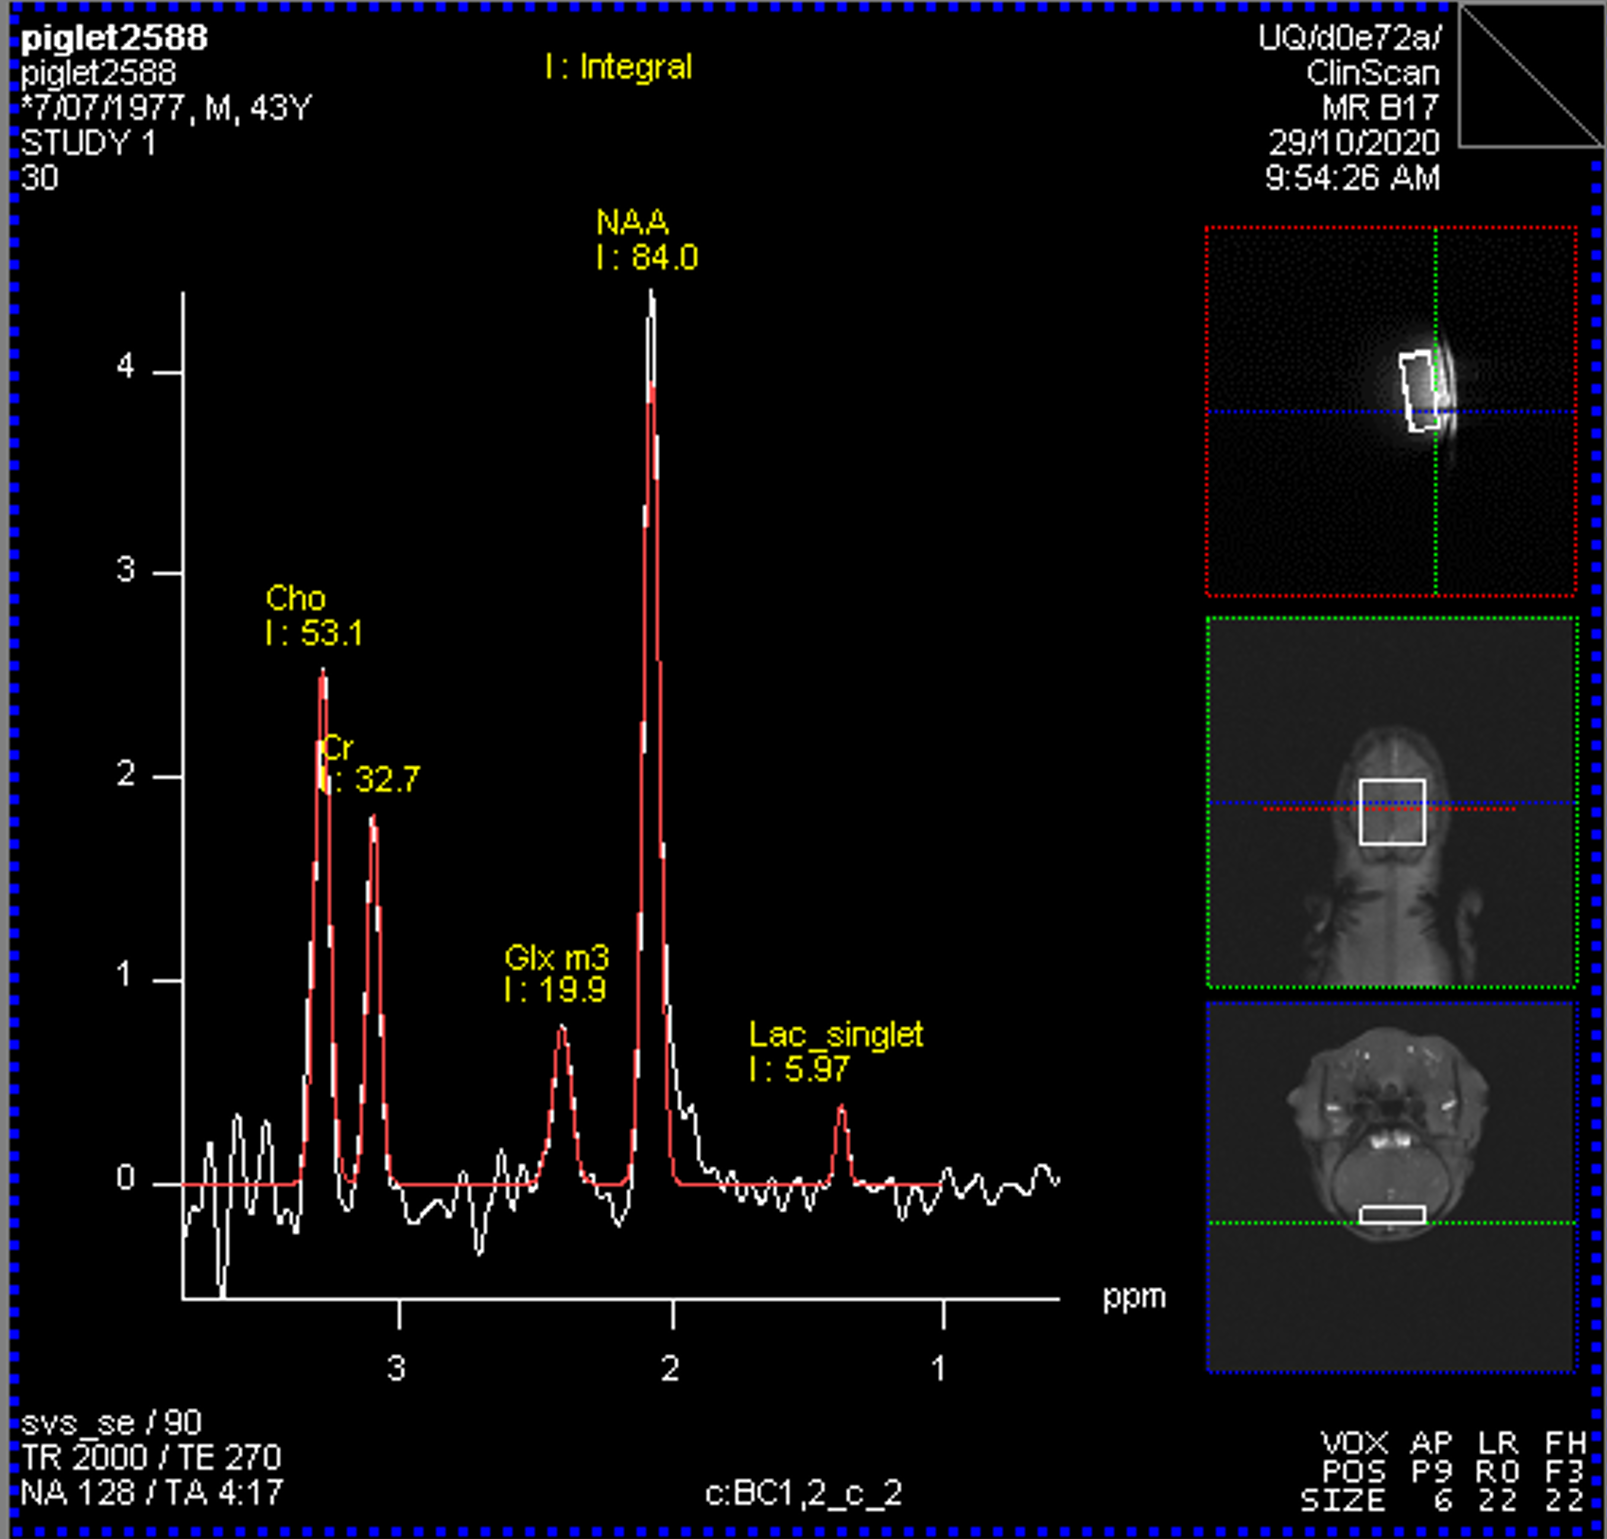 piglet2588
piglet2588
*7/07/1977, M, 43Y
STUDY 1
30
I : Integral
UQ/d0e72a/
ClinScan
MR B17
29/10/2020
9:54:26 AM
NAA
I : 84.0
Cho
I : 53.1
Cr
I : 32.7
Glx m3
I : 19.9
Lac_singlet
I : 5.97
4
3
2
1
0
ppm
3
2
1
svs_se / 90
TR 2000 / TE 270
NA 128 / TA 4:17
c:BC1,2_c_2
VOX AP LR FH
POS P9 R0 F3
SIZE 6 22 22